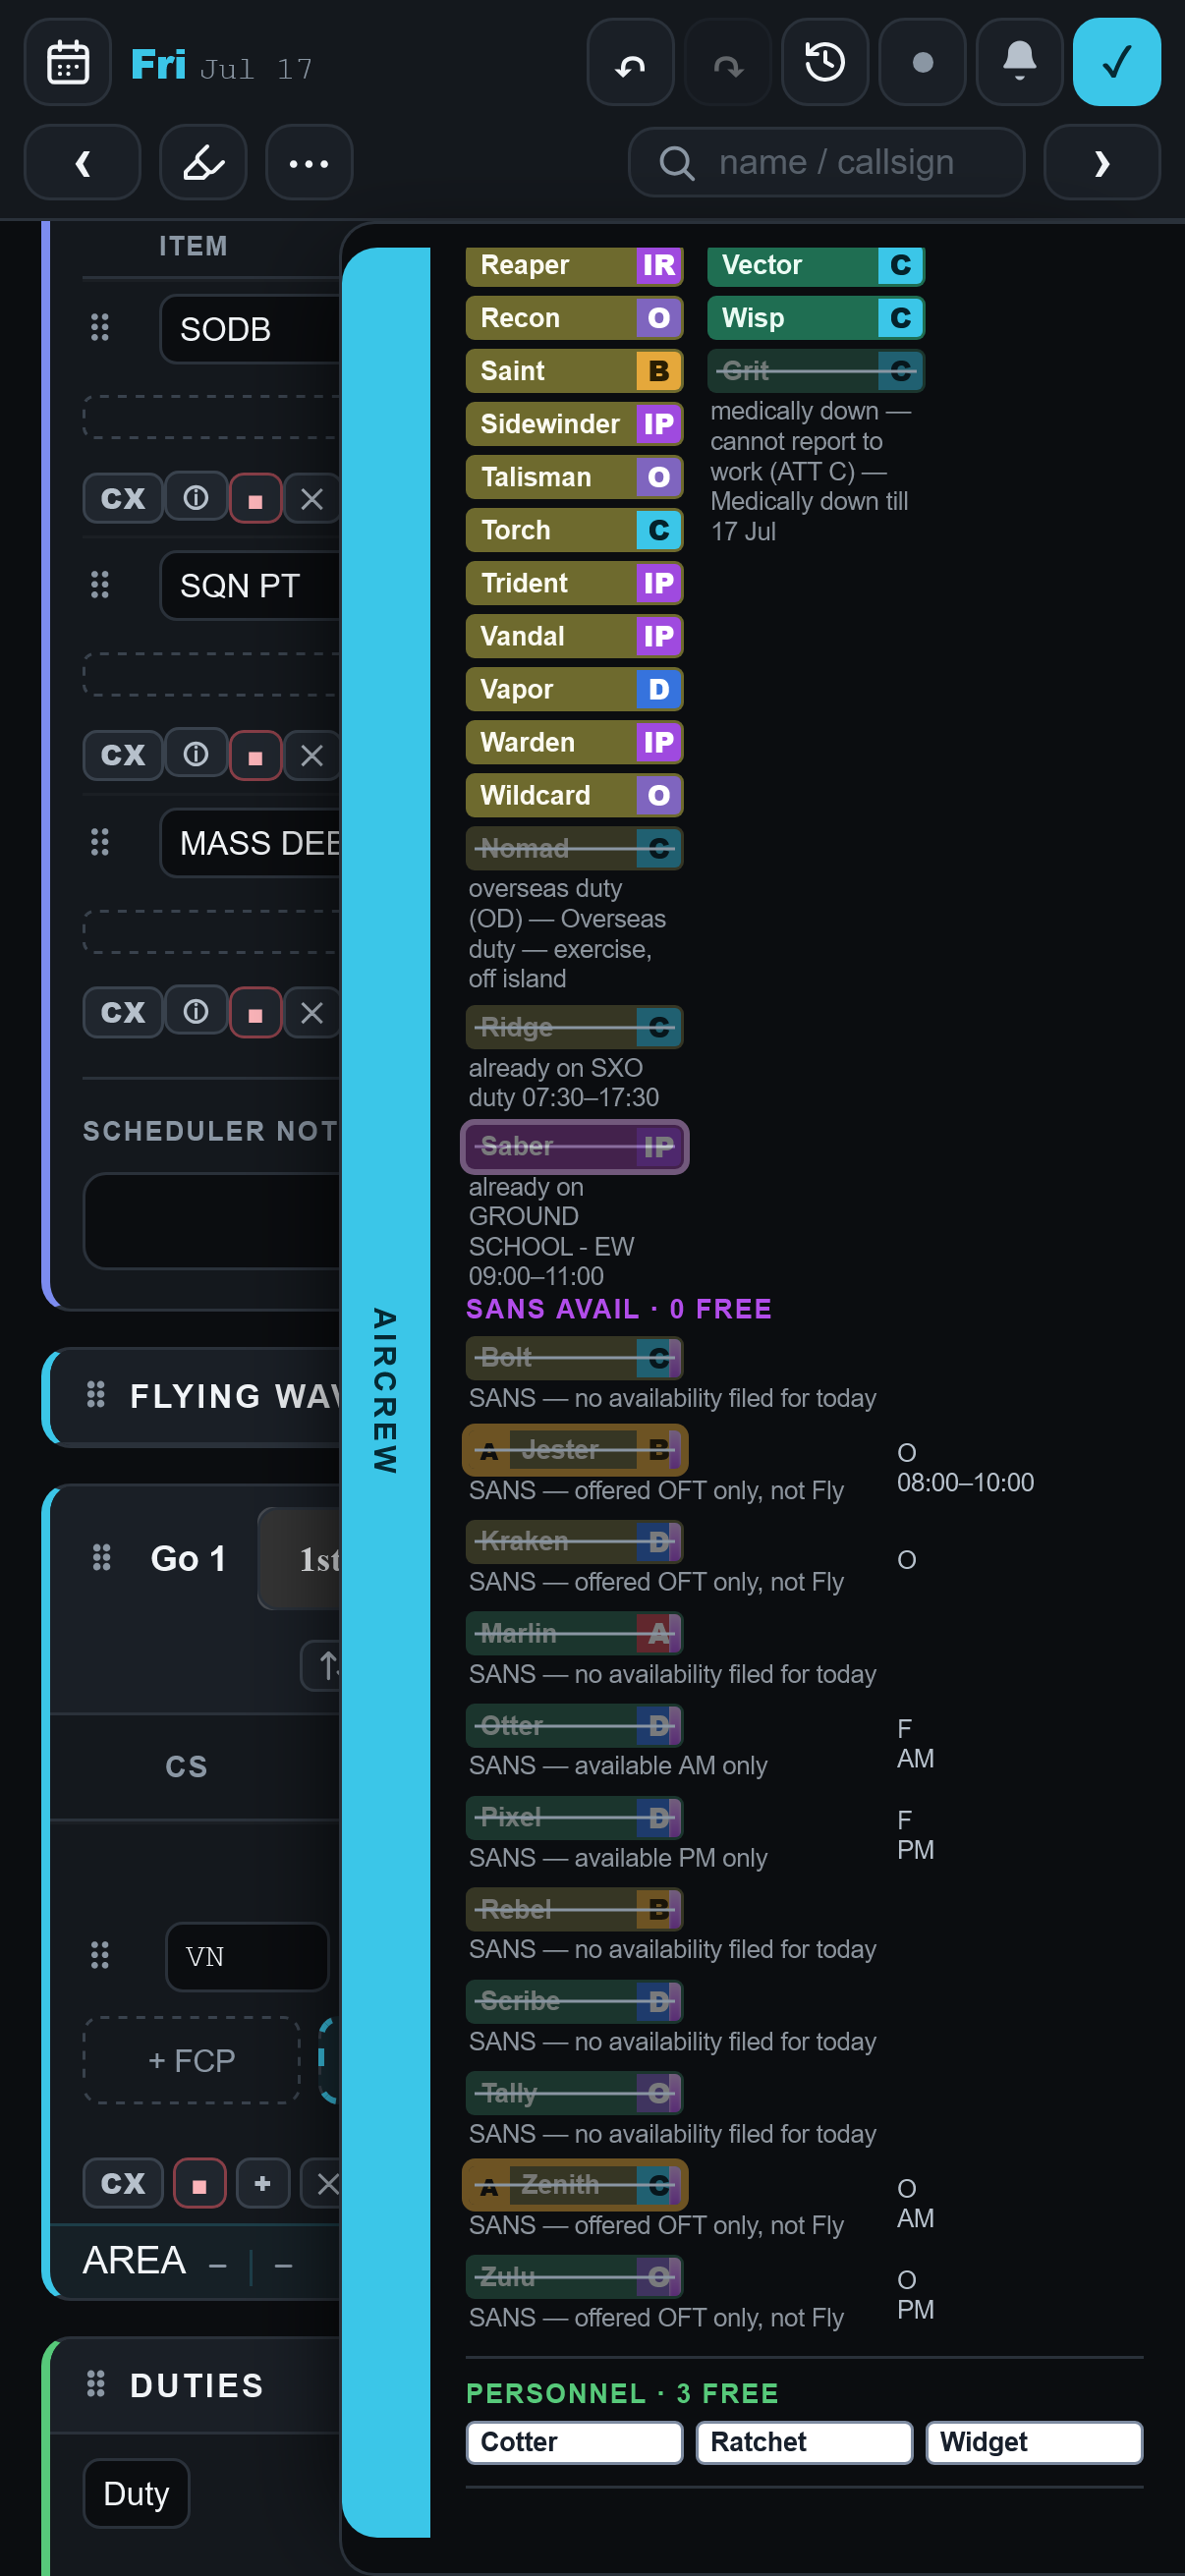 Fri Jul 17
name / callsign
ITEM
SODB
CX
SQN PT
CX
MASS DEE
CX
SCHEDULER NOT
FLYING WAV
Go 1 1st
CS
VN
+ FCP
CX
AREA – | –
DUTIES
Duty
AIRCREW
Reaper IR
Vector C
Recon O
Wisp C
Saint B
Grit C
medically down —
cannot report to
work (ATT C) —
Medically down till
17 Jul
Sidewinder IP
Talisman O
Torch C
Trident IP
Vandal IP
Vapor D
Warden IP
Wildcard O
Nomad C
overseas duty
(OD) — Overseas
duty — exercise,
off island
Ridge C
already on SXO
duty 07:30–17:30
Saber IP
already on
GROUND
SCHOOL - EW
09:00–11:00
SANS AVAIL · 0 FREE
Bolt C
SANS — no availability filed for today
A Jester B
SANS — offered OFT only, not Fly
O
08:00–10:00
Kraken D
SANS — offered OFT only, not Fly
O
Marlin A
SANS — no availability filed for today
Otter D
SANS — available AM only
F
AM
Pixel D
SANS — available PM only
F
PM
Rebel B
SANS — no availability filed for today
Scribe D
SANS — no availability filed for today
Tally O
SANS — no availability filed for today
A Zenith C
SANS — offered OFT only, not Fly
O
AM
Zulu O
SANS — offered OFT only, not Fly
O
PM
PERSONNEL · 3 FREE
Cotter
Ratchet
Widget